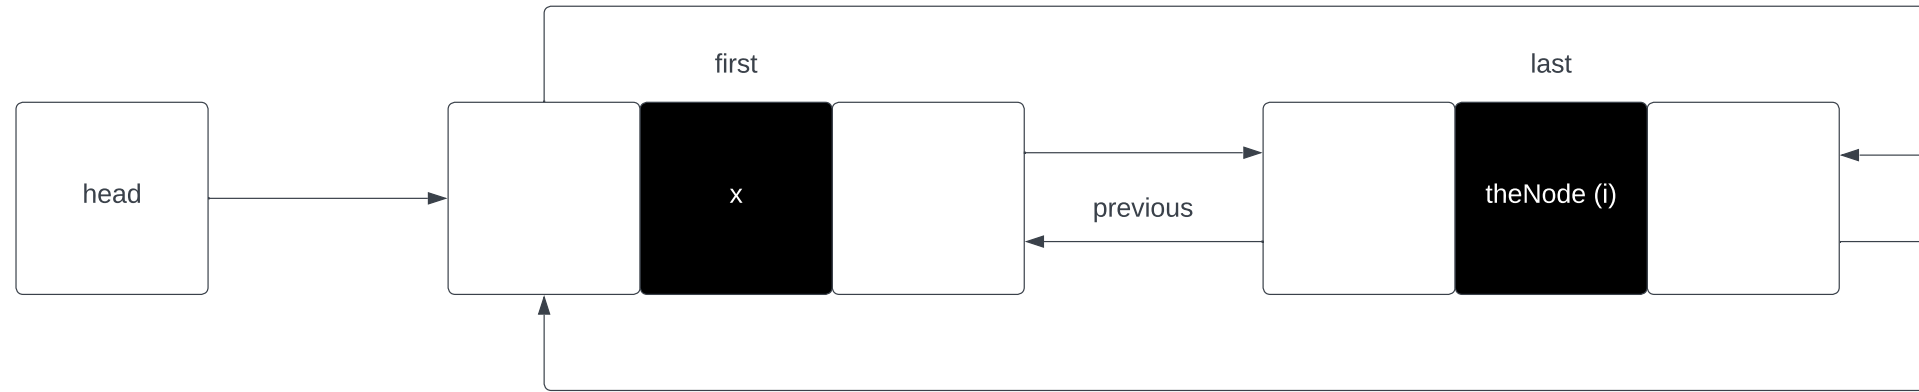 first
last
head
x
theNode (i)
previous